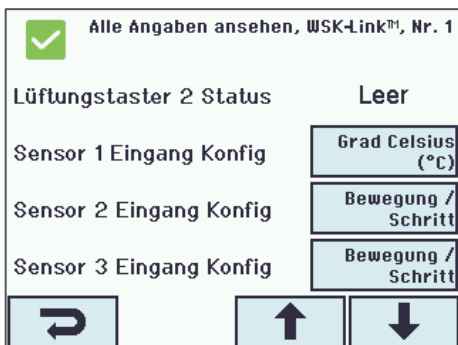 Alle Angaben ansehen, WSK-Link™, Nr. 1
Lüftungstaster 2 Status Leer
Sensor 1 Eingang Konfig Grad Celsius (°C)
Sensor 2 Eingang Konfig Bewegung / Schritt
Sensor 3 Eingang Konfig Bewegung / Schritt